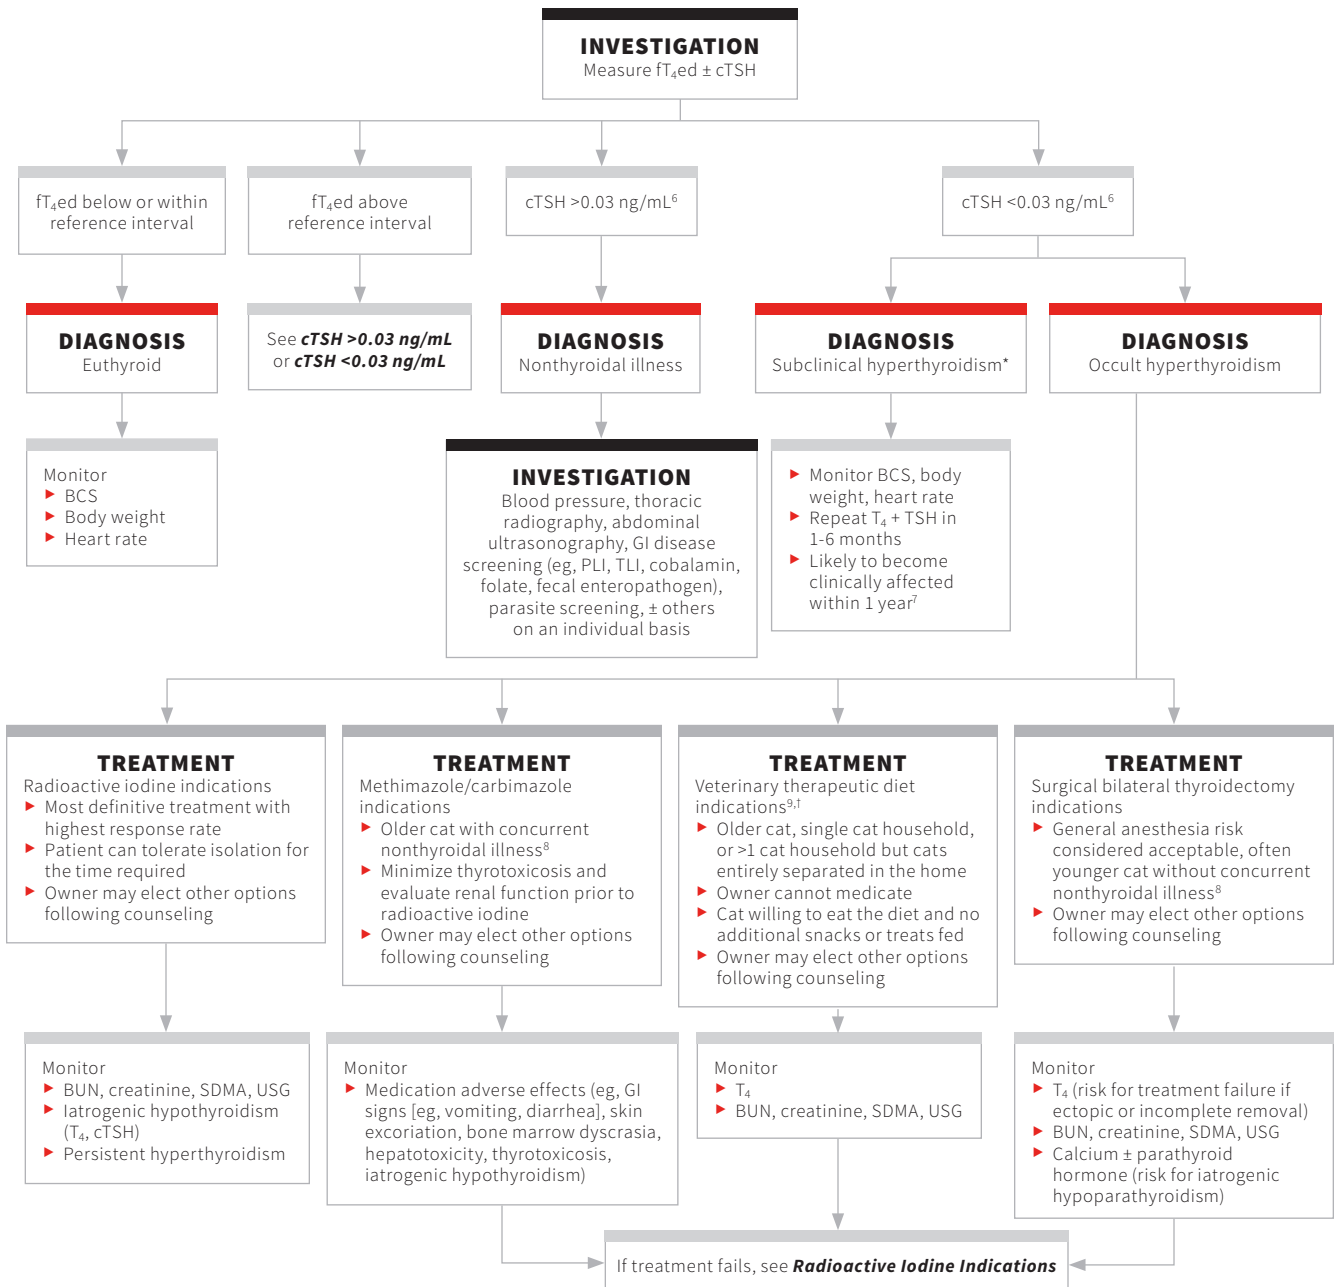 INVESTIGATION
Measure fT₄ed ± cTSH
fT₄ed below or within
reference interval
fT₄ed above
reference interval
cTSH >0.03 ng/mL⁶
cTSH <0.03 ng/mL⁶
DIAGNOSIS
Euthyroid
See cTSH >0.03 ng/mL
or cTSH <0.03 ng/mL
DIAGNOSIS
Nonthyroidal illness
DIAGNOSIS
Subclinical hyperthyroidism*
DIAGNOSIS
Occult hyperthyroidism
Monitor
► BCS
► Body weight
► Heart rate
INVESTIGATION
Blood pressure, thoracic
radiography, abdominal
ultrasonography, GI disease
screening (eg, PLI, TLI, cobalamin,
folate, fecal enteropathogen),
parasite screening, ± others
on an individual basis
► Monitor BCS, body
weight, heart rate
► Repeat T₄ + TSH in
1-6 months
► Likely to become
clinically affected
within 1 year⁷
TREATMENT
Radioactive iodine indications
► Most definitive treatment with
highest response rate
► Patient can tolerate isolation for
the time required
► Owner may elect other options
following counseling
TREATMENT
Methimazole/carbimazole
indications
► Older cat with concurrent
nonthyroidal illness⁸
► Minimize thyrotoxicosis and
evaluate renal function prior to
radioactive iodine
► Owner may elect other options
following counseling
TREATMENT
Veterinary therapeutic diet
indications⁹,†
► Older cat, single cat household,
or >1 cat household but cats
entirely separated in the home
► Owner cannot medicate
► Cat willing to eat the diet and no
additional snacks or treats fed
► Owner may elect other options
following counseling
TREATMENT
Surgical bilateral thyroidectomy
indications
► General anesthesia risk
considered acceptable, often
younger cat without concurrent
nonthyroidal illness⁸
► Owner may elect other options
following counseling
Monitor
► BUN, creatinine, SDMA, USG
► Iatrogenic hypothyroidism
(T₄, cTSH)
► Persistent hyperthyroidism
Monitor
► Medication adverse effects (eg, GI
signs [eg, vomiting, diarrhea], skin
excoriation, bone marrow dyscrasia,
hepatotoxicity, thyrotoxicosis,
iatrogenic hypothyroidism)
Monitor
► T₄
► BUN, creatinine, SDMA, USG
Monitor
► T₄ (risk for treatment failure if
ectopic or incomplete removal)
► BUN, creatinine, SDMA, USG
► Calcium ± parathyroid
hormone (risk for iatrogenic
hypoparathyroidism)
If treatment fails, see Radioactive Iodine Indications